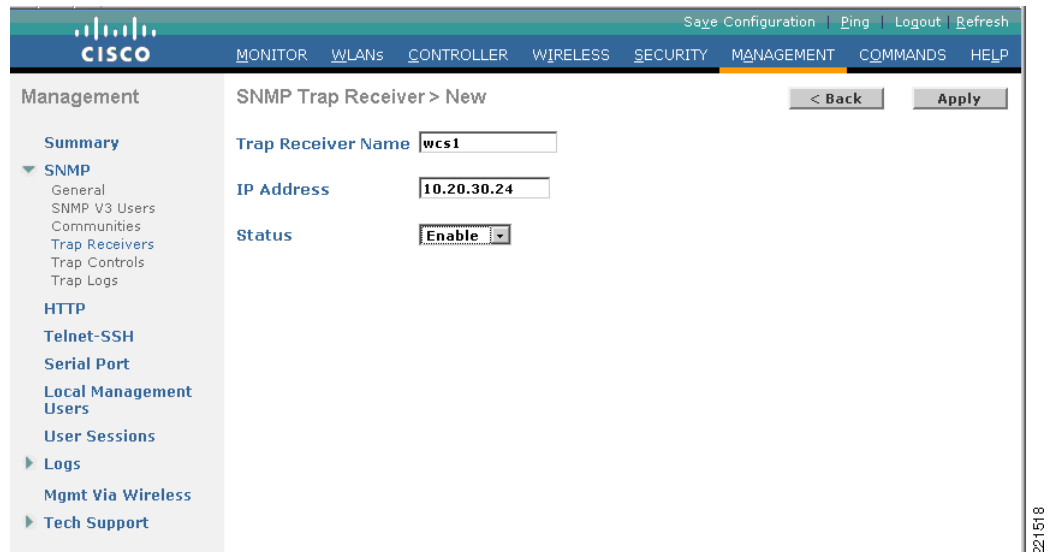 Save Configuration | Ping | Logout | Refresh
CISCO
MONITOR WLANs CONTROLLER WIRELESS SECURITY MANAGEMENT COMMANDS HELP
Management
SNMP Trap Receiver > New
< Back
Apply
Summary
SNMP
General
SNMP V3 Users
Communities
Trap Receivers
Trap Controls
Trap Logs
HTTP
Telnet-SSH
Serial Port
Local Management
Users
User Sessions
Logs
Mgmt Via Wireless
Tech Support
Trap Receiver Name wcs1
IP Address 10.20.30.24
Status Enable
221518